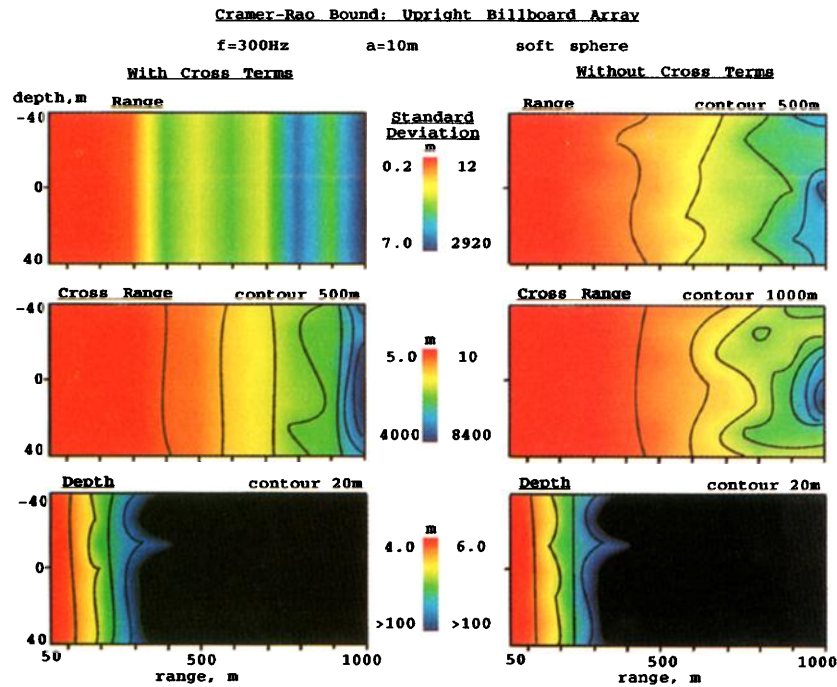 Cramer-Rao Bound: Upright Billboard Array
f=300Hz a=10m soft sphere
With Cross Terms Without Cross Terms
depth,m Range Range contour 500m
-40
0
40
Standard
Deviation
m
0.2 12
7.0 2920
Cross Range contour 500m Cross Range contour 1000m
-40
0
40
m
5.0 10
4000 8400
Depth contour 20m Depth contour 20m
-40
0
40
m
4.0 6.0
>100 >100
50 500 1000 50 500 1000
range, m range, m